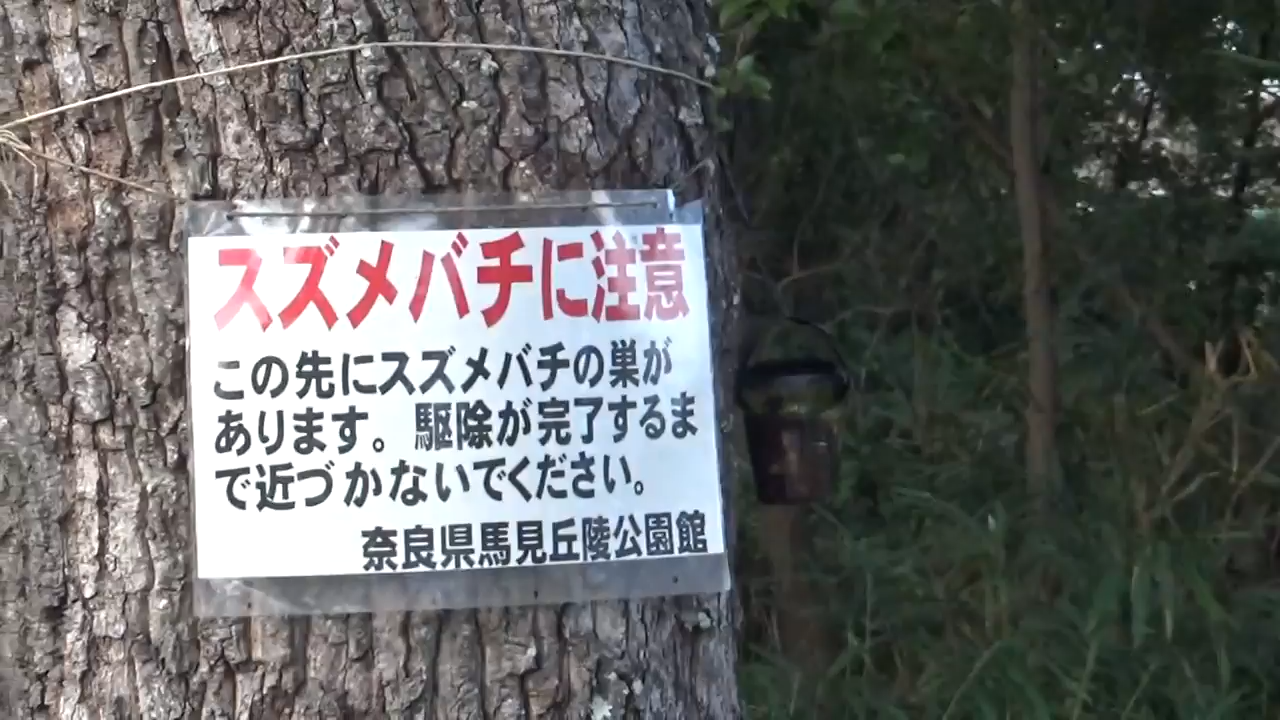 スズメバチに注意
この先にスズメバチの巣が
あります。駆除が完了するま
で近づかないでください。
奈良県馬見丘陵公園館